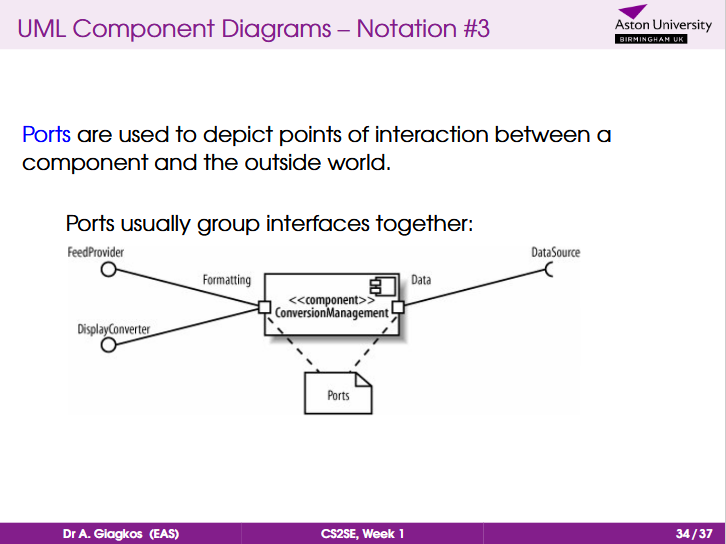 UML Component Diagrams – Notation #3
Aston University
BIRMINGHAM UK
Ports are used to depict points of interaction between a
component and the outside world.
Ports usually group interfaces together:
FeedProvider
DataSource
Formatting
Data
<<component>>
ConversionManagement
DisplayConverter
Ports
Dr A. Giagkos (EAS)
CS2SE, Week 1
34 / 37